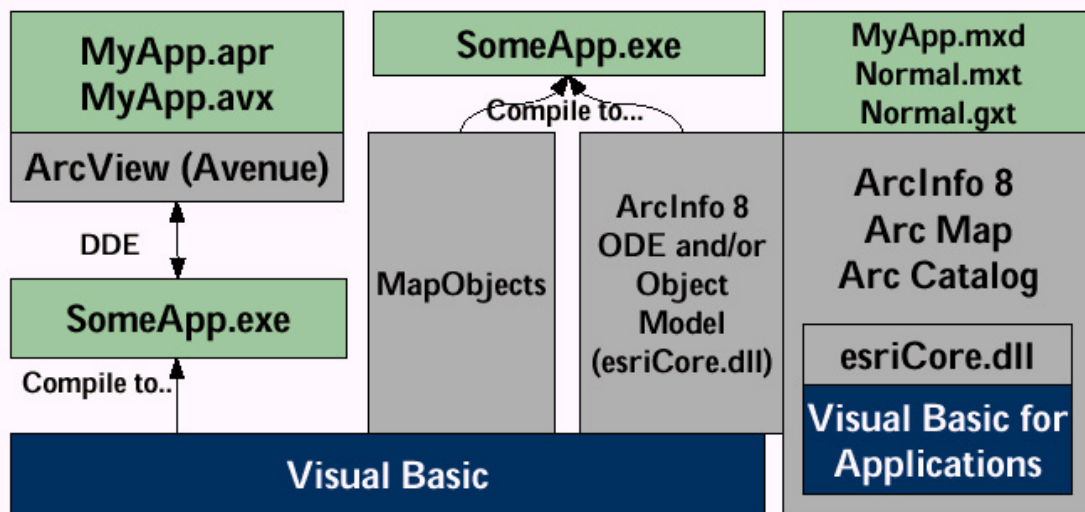 MyApp.apr
MyApp.avx
ArcView (Avenue)
DDE
SomeApp.exe
Compile to..
SomeApp.exe
Compile to...
MapObjects
ArcInfo 8
ODE and/or
Object
Model
(esriCore.dll)
Visual Basic
MyApp.mxd
Normal.mxt
Normal.gxt
ArcInfo 8
Arc Map
Arc Catalog
esriCore.dll
Visual Basic for
Applications